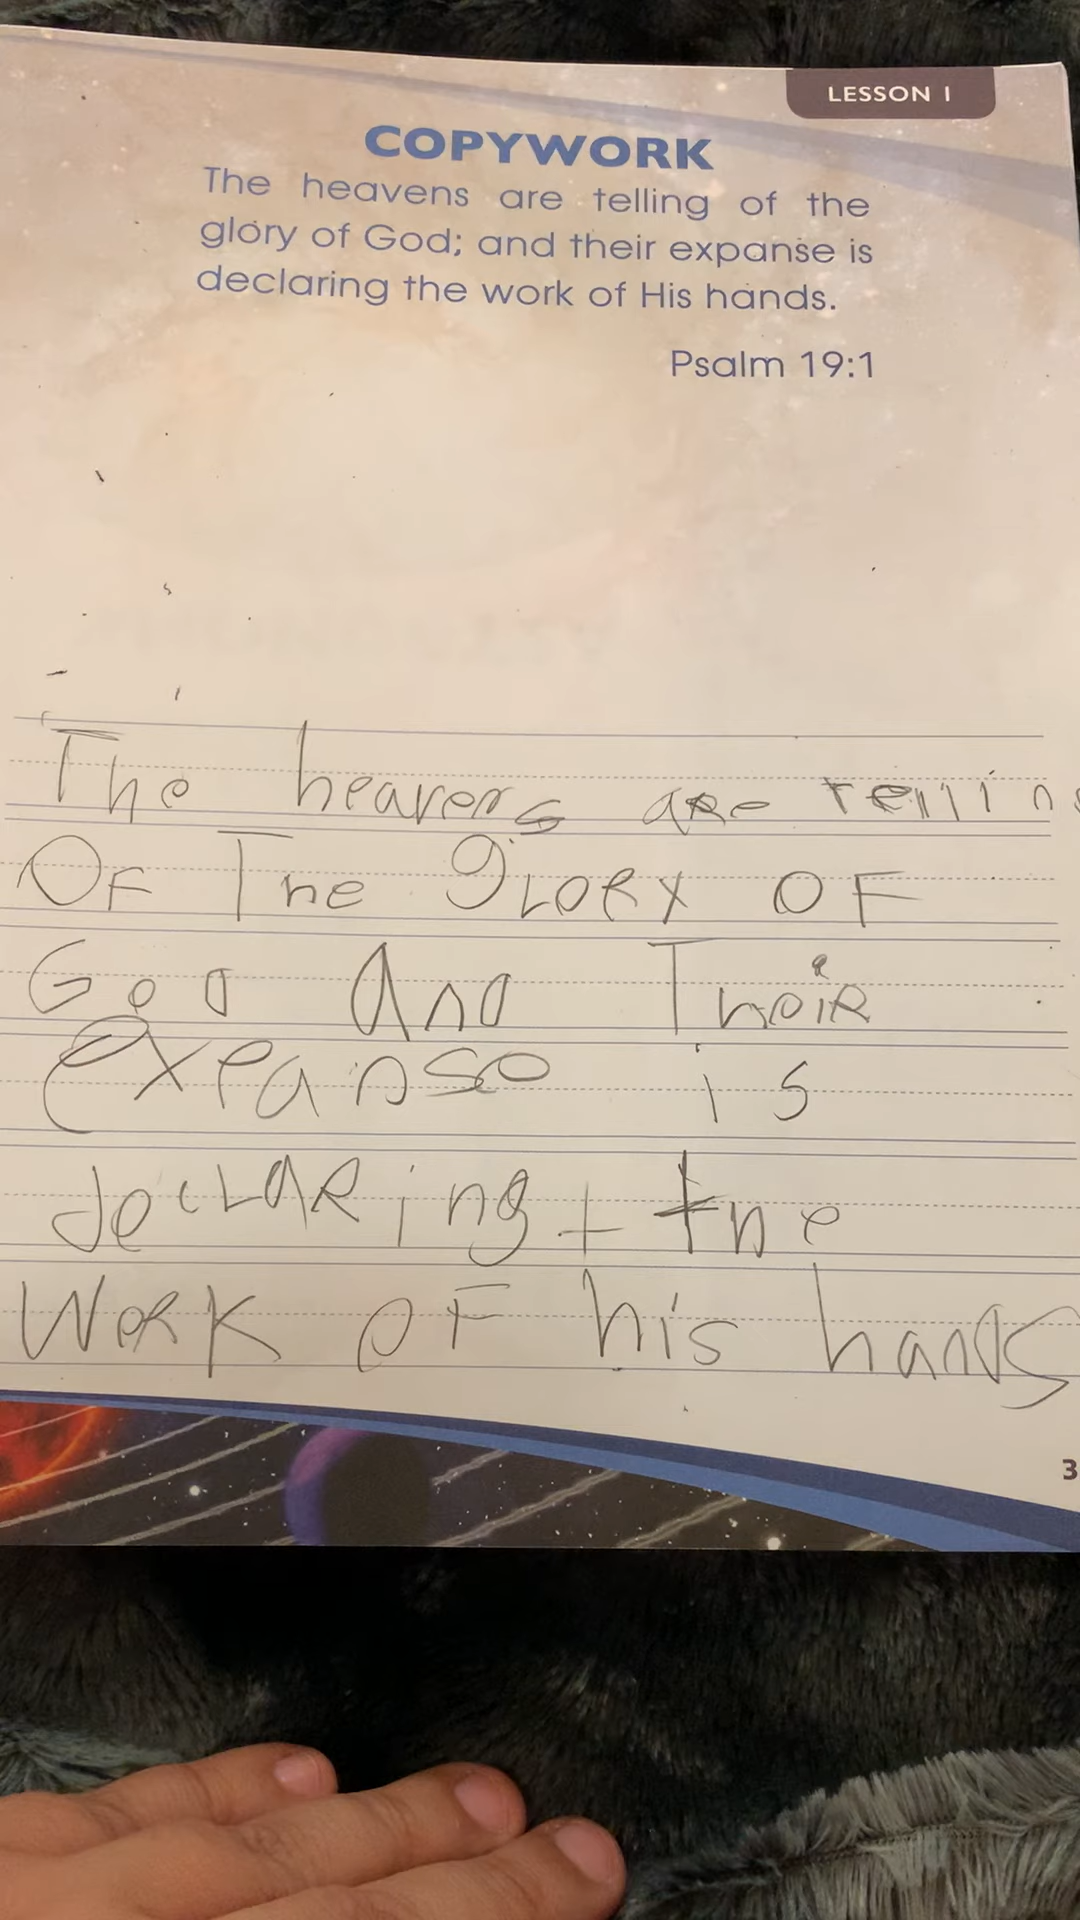 LESSON 1
COPYWORK
The heavens are telling of the
glory of God; and their expanse is
declaring the work of His hands.
Psalm 19:1
The heavens are tellins
OF The gLORY OF
God And Their
expanse is
decLaRing t the
WORK OF his hands
3